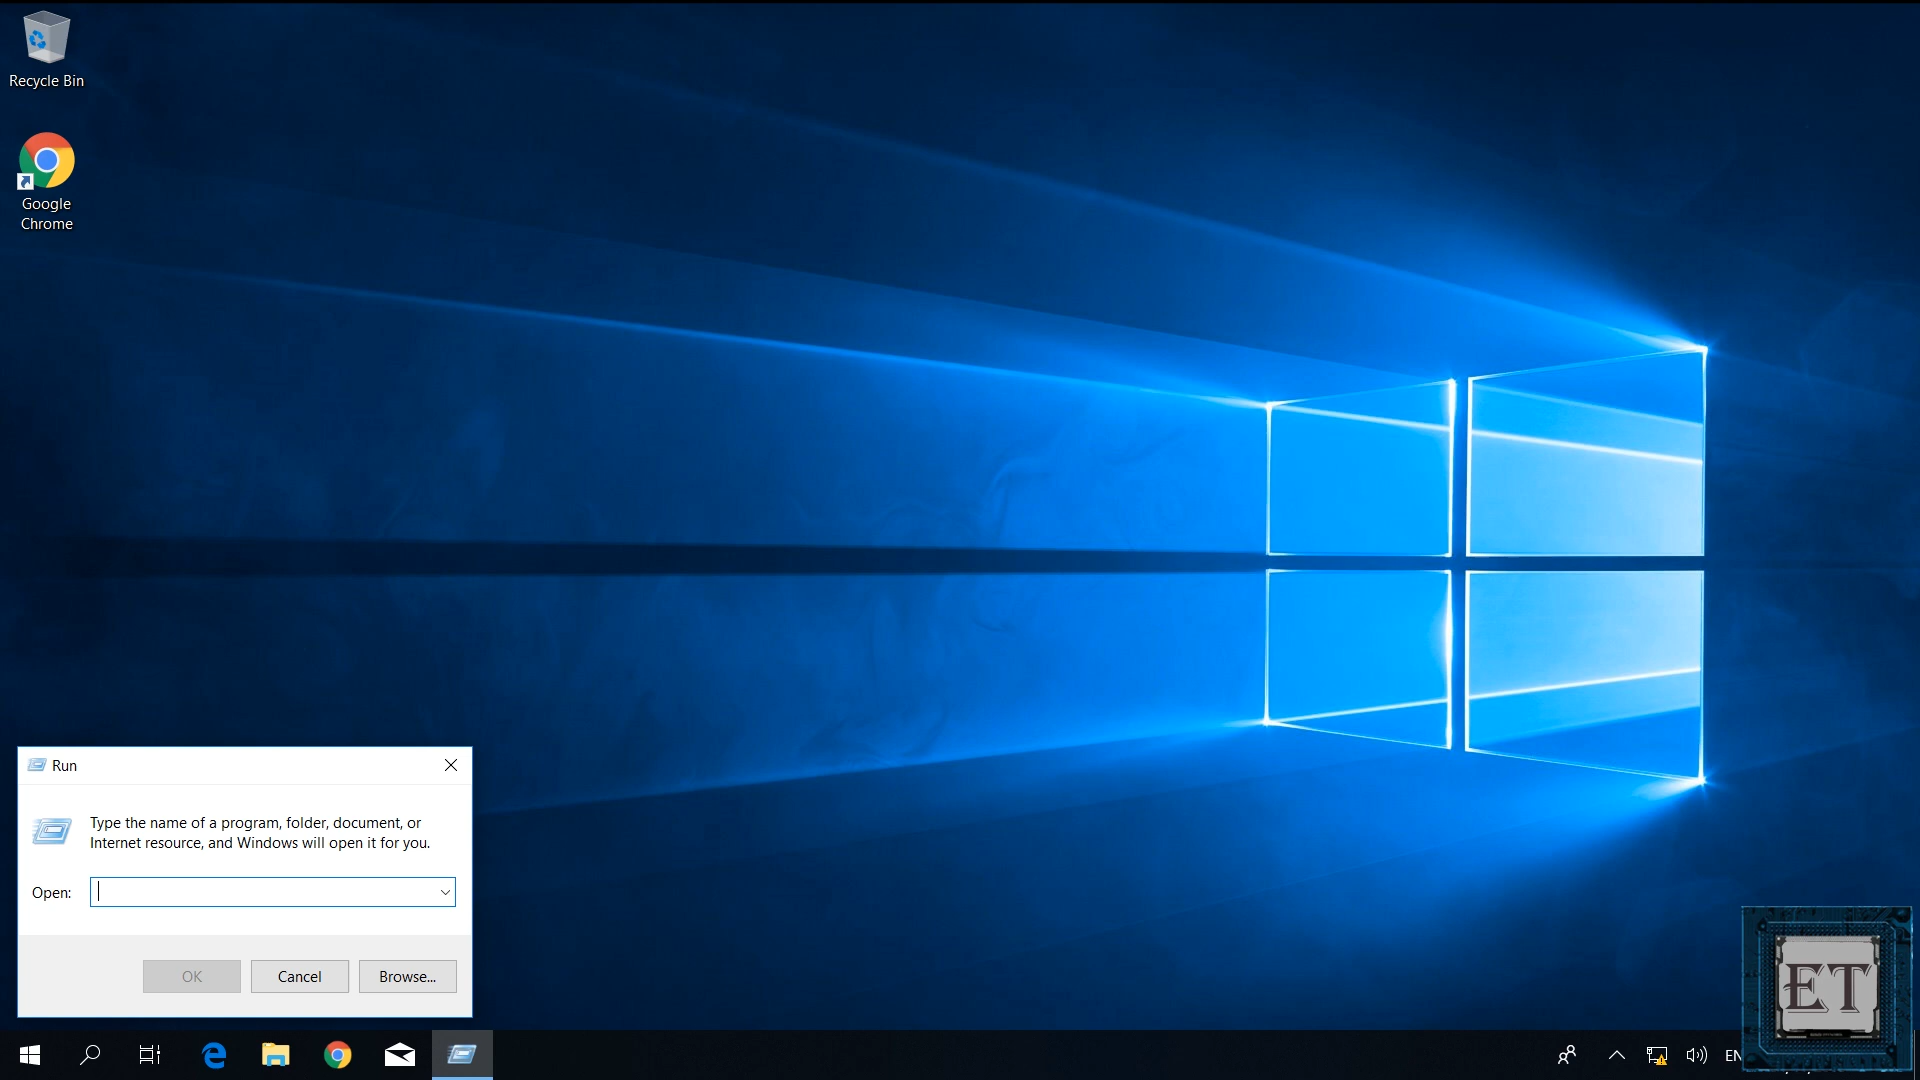 Recycle Bin
Google
Chrome
Run
Type the name of a program, folder, document, or
Internet resource, and Windows will open it for you.
Open:
OK
Cancel
Browse...
EN
ET